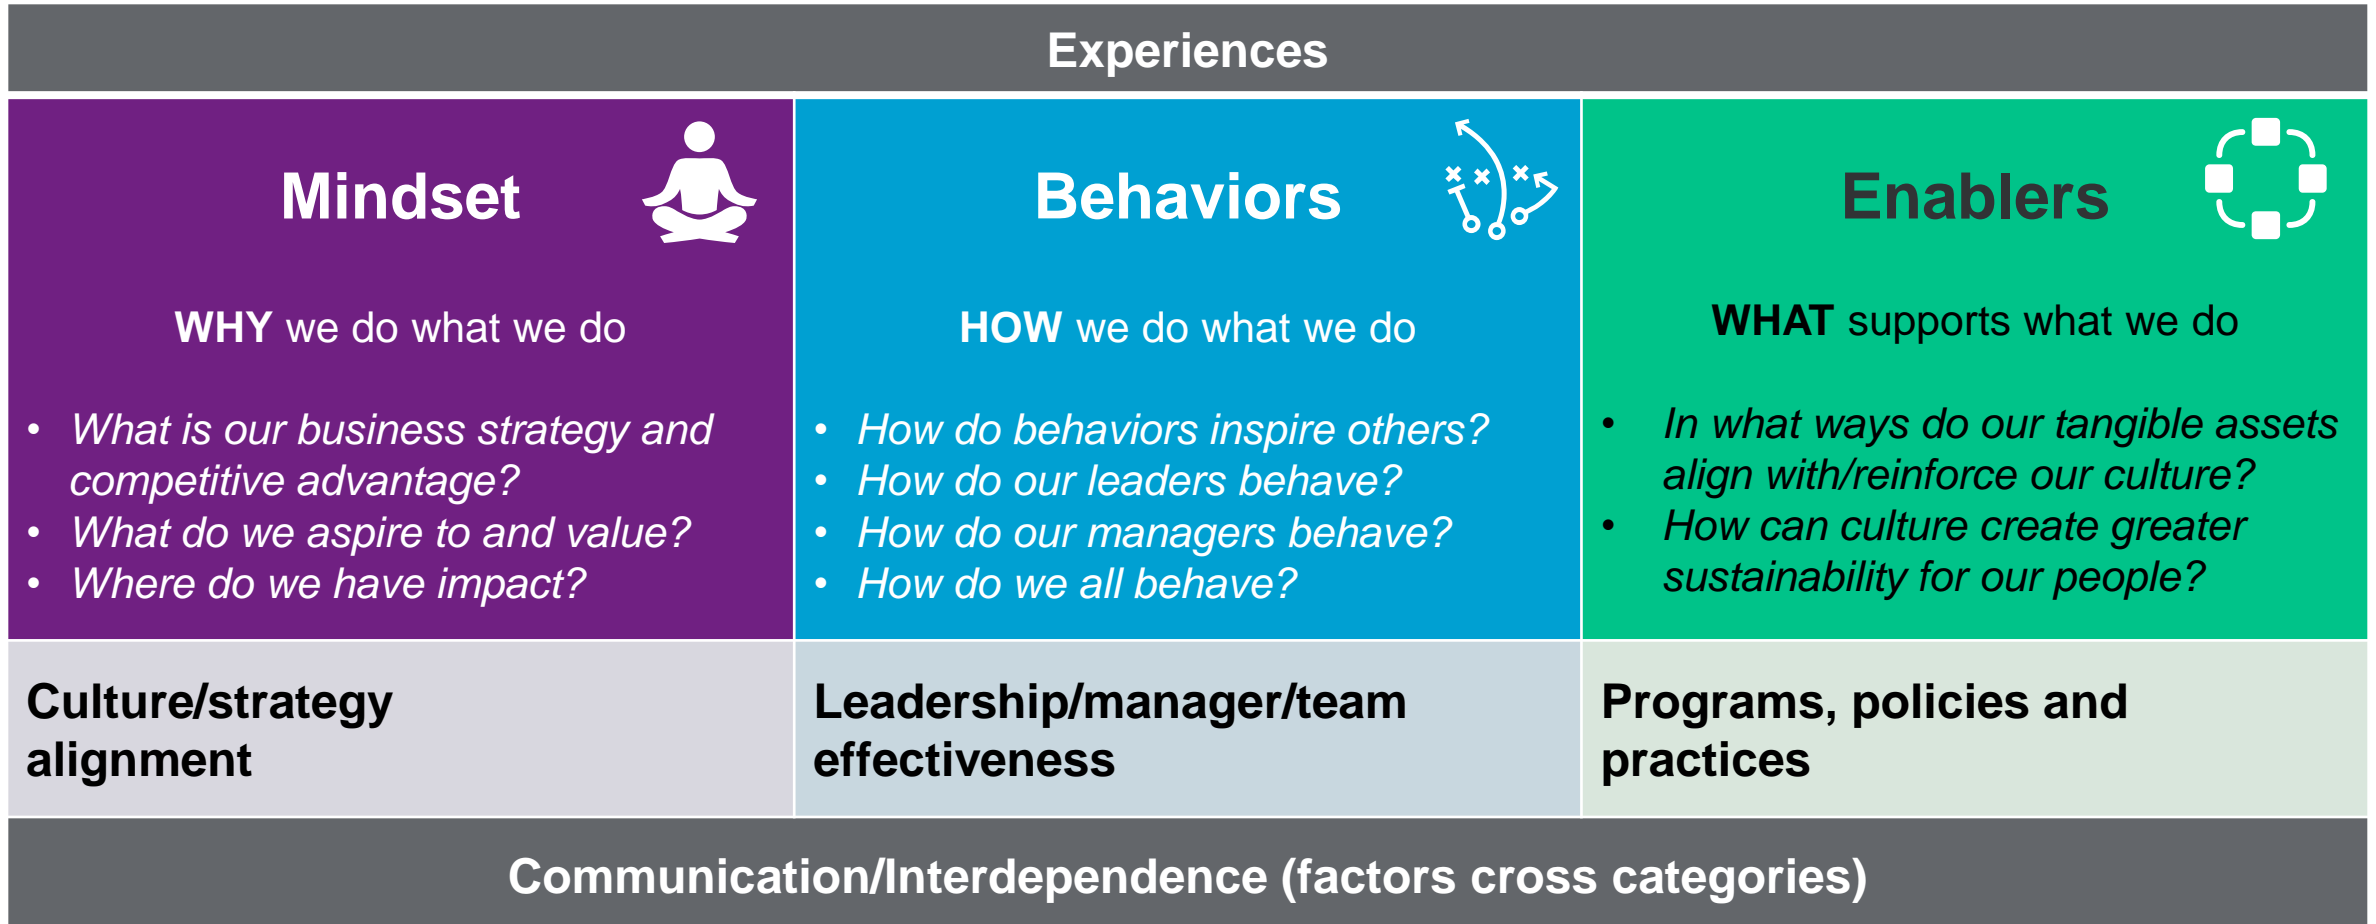 Experiences
Mindset
WHY we do what we do
• What is our business strategy and
competitive advantage?
• What do we aspire to and value?
• Where do we have impact?
Culture/strategy
alignment
Behaviors
HOW we do what we do
• How do behaviors inspire others?
• How do our leaders behave?
• How do our managers behave?
• How do we all behave?
Leadership/manager/team
effectiveness
Enablers
WHAT supports what we do
• In what ways do our tangible assets
align with/reinforce our culture?
• How can culture create greater
sustainability for our people?
Programs, policies and
practices
Communication/Interdependence (factors cross categories)